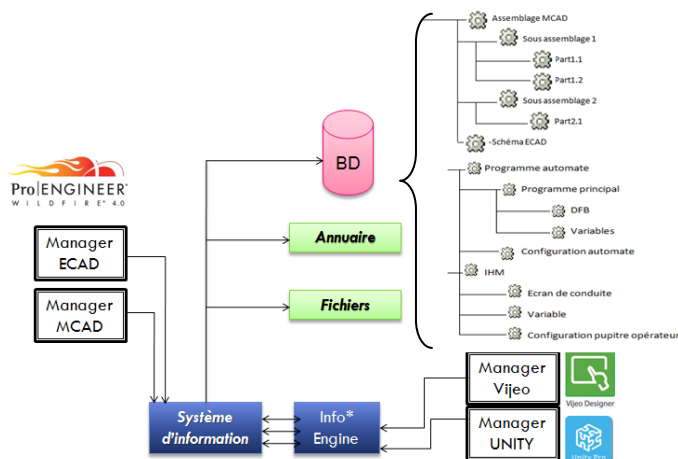 Assemblage MCAD
Sous assemblage 1
Part1.1
Part1.2
Sous assemblage 2
Part2.1
-Schéma ECAD
BD
Pro|ENGINEER®
WILDFIRE® 4.0
Programme automate
Programme principal
DFB
Variables
Configuration automate
IHM
Ecran de conduite
Variable
Configuration pupitre opérateur
Annuaire
Fichiers
Manager
ECAD
Manager
MCAD
Système
d'information
Info*
Engine
Manager
Vijeo
Vijeo Designer
Manager
UNITY
Unity Pro